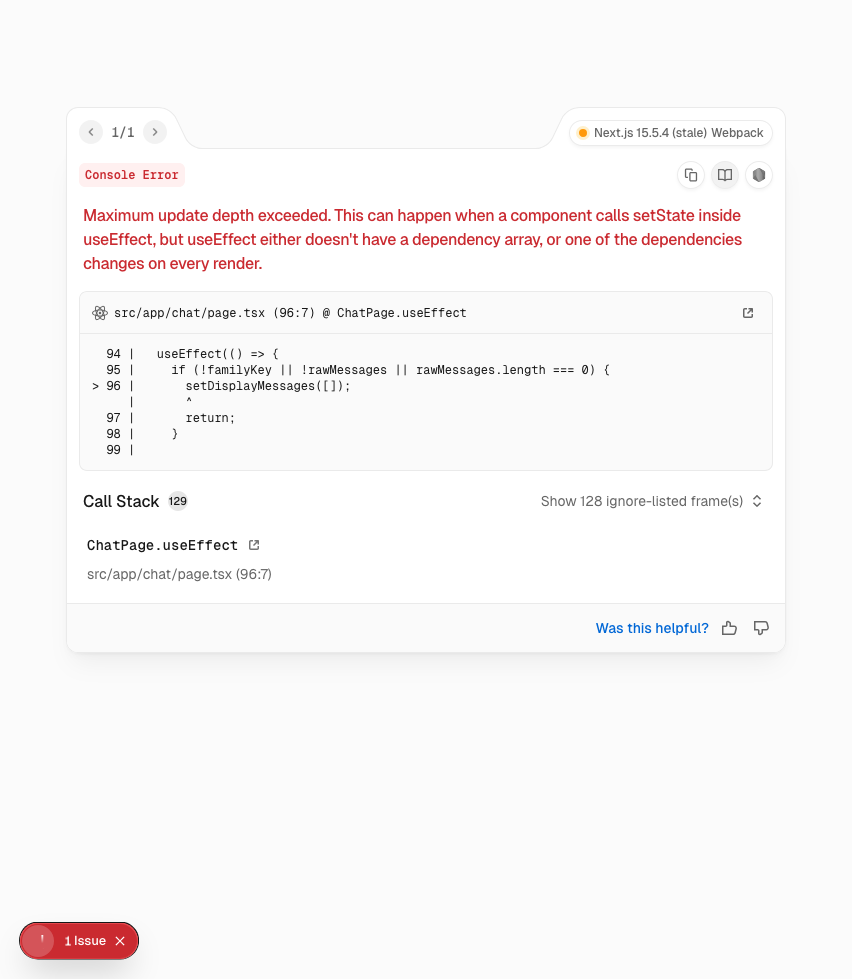 1/1
Next.js 15.5.4 (stale) Webpack
Console Error
Maximum update depth exceeded. This can happen when a component calls setState inside
useEffect, but useEffect either doesn't have a dependency array, or one of the dependencies
changes on every render.
src/app/chat/page.tsx (96:7) @ ChatPage.useEffect
94 |   useEffect(() => {
95 |     if (!familyKey || !rawMessages || rawMessages.length === 0) {
> 96 |       setDisplayMessages([]);
|       ^
97 |       return;
98 |     }
99 |
Call Stack 129
Show 128 ignore-listed frame(s)
ChatPage.useEffect
src/app/chat/page.tsx (96:7)
Was this helpful?
1 Issue